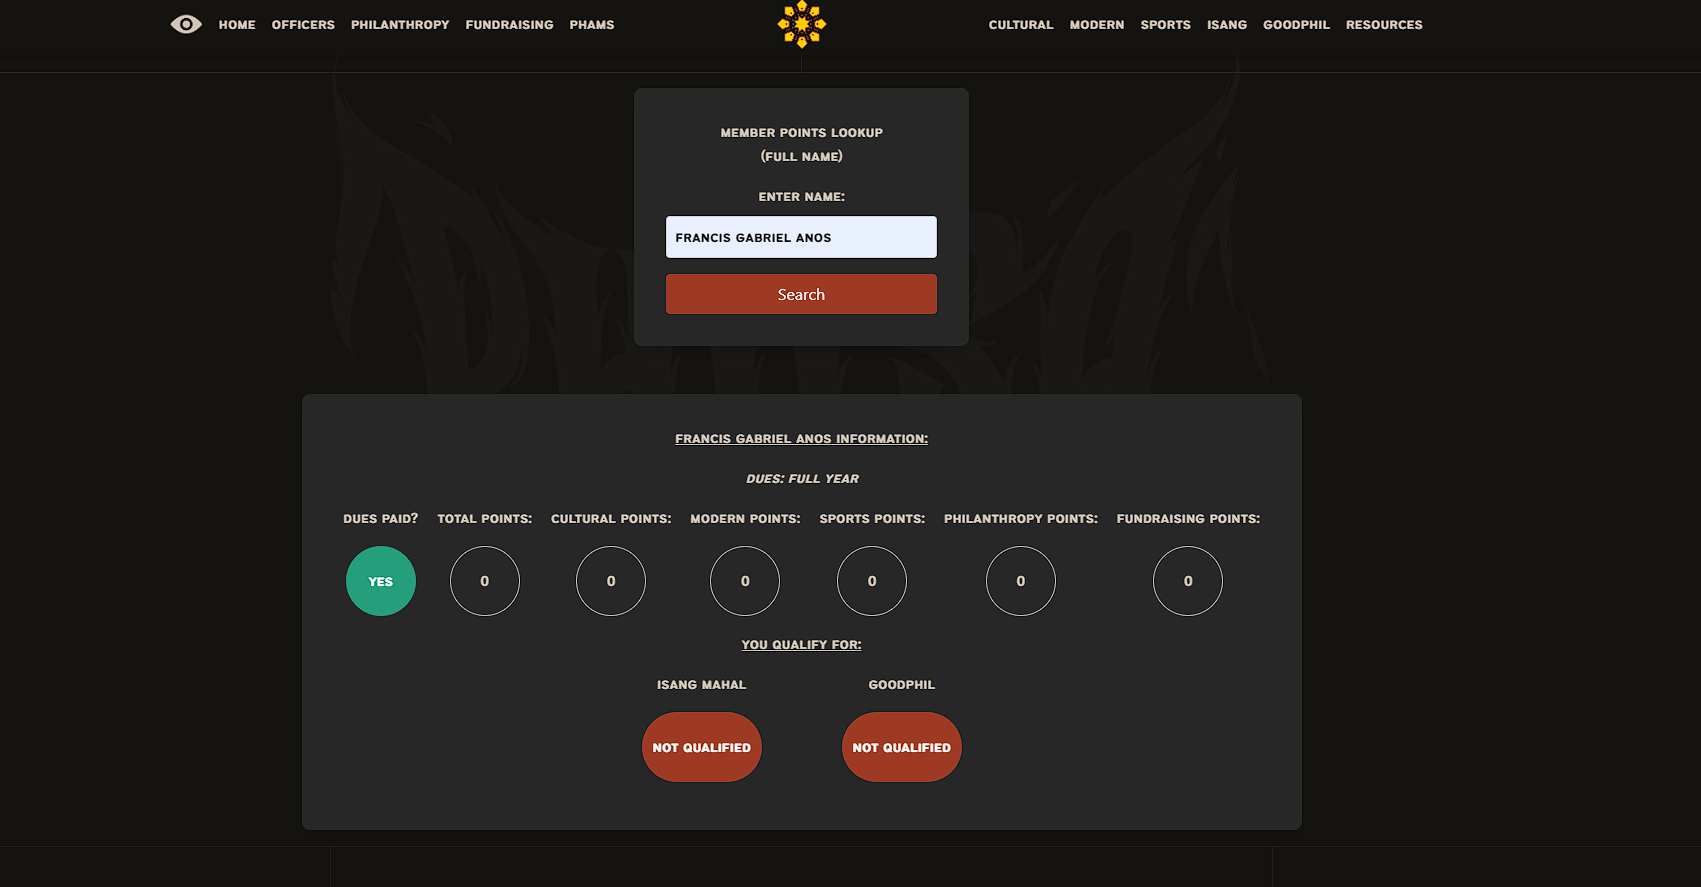 HOME OFFICERS PHILANTHROPY FUNDRAISING PHAMS CULTURAL MODERN SPORTS ISANG GOODPHIL RESOURCES
MEMBER POINTS LOOKUP
(FULL NAME)
ENTER NAME:
FRANCIS GABRIEL ANOS
Search
FRANCIS GABRIEL ANOS INFORMATION:
DUES: FULL YEAR
DUES PAID? TOTAL POINTS: CULTURAL POINTS: MODERN POINTS: SPORTS POINTS: PHILANTHROPY POINTS: FUNDRAISING POINTS:
YES 0 0 0 0 0 0
YOU QUALIFY FOR:
ISANG MAHAL GOODPHIL
NOT QUALIFIED NOT QUALIFIED